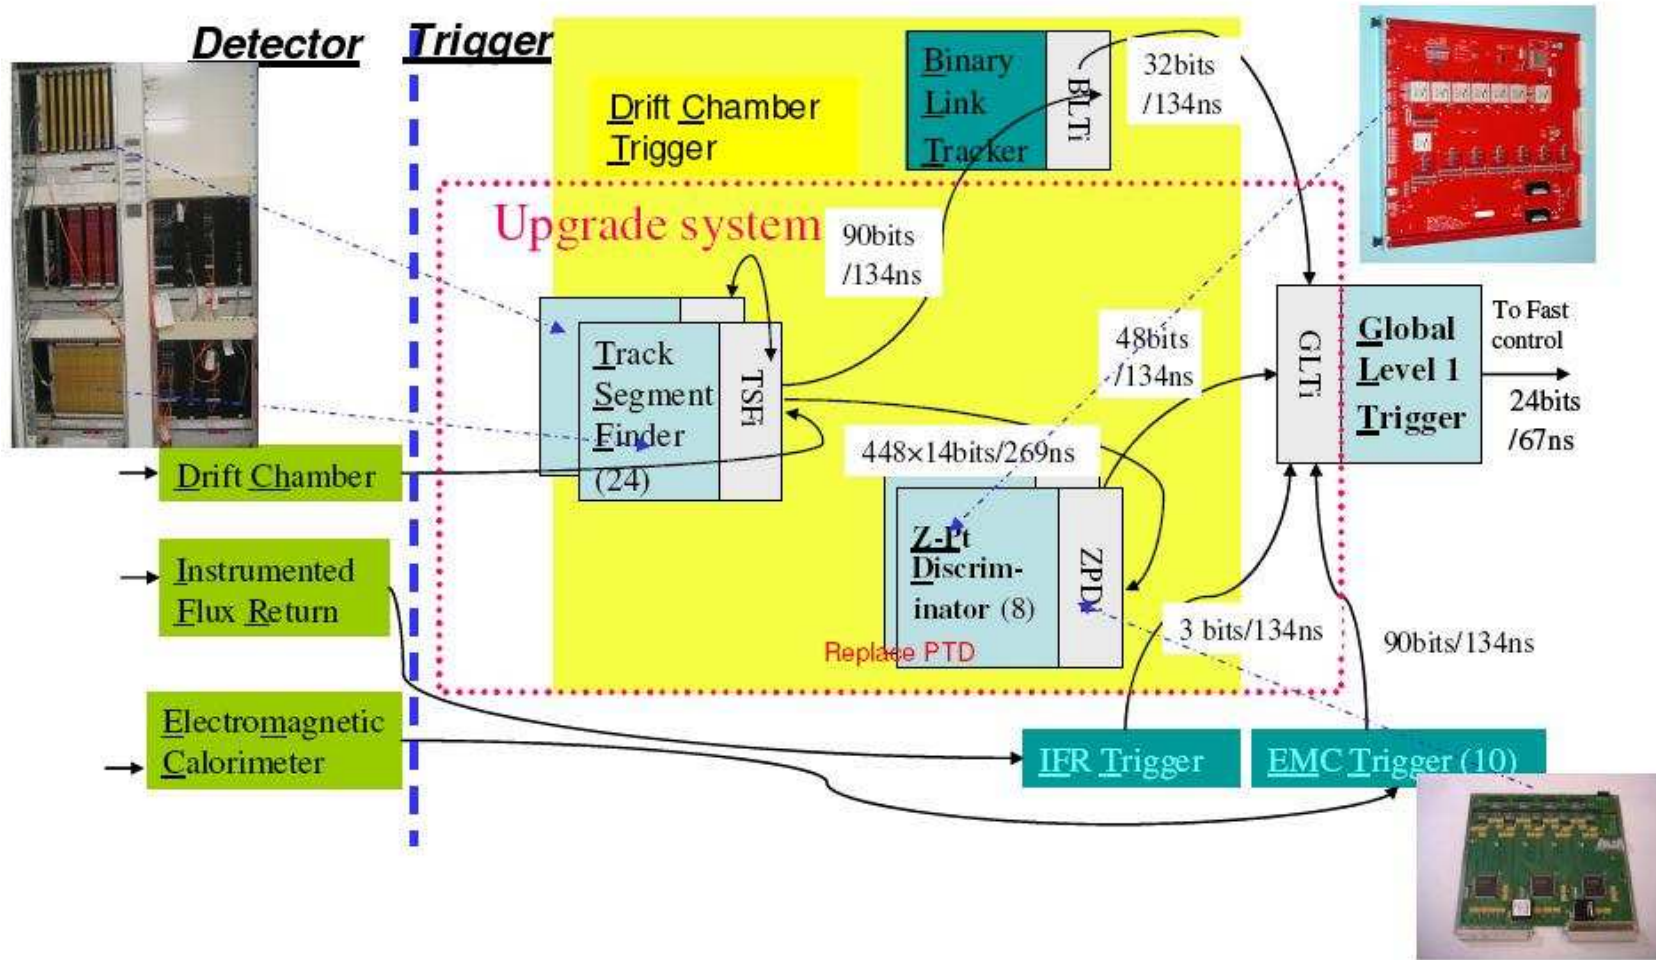 Detector
Trigger
Drift Chamber
Trigger
Binary
Link
Tracker
BLTi
32bits
/134ns
Upgrade system
90bits
/134ns
Track
Segment
Finder
(24)
TSFi
48bits
/134ns
GLTi
Global
Level 1
Trigger
To Fast
control
24bits
/67ns
448×14bits/269ns
Drift Chamber
Z-Pt
Discrim-
inator (8)
ZPDi
Replace PTD
Instrumented
Flux Return
3 bits/134ns
90bits/134ns
Electromagnetic
Calorimeter
IFR Trigger
EMC Trigger (10)